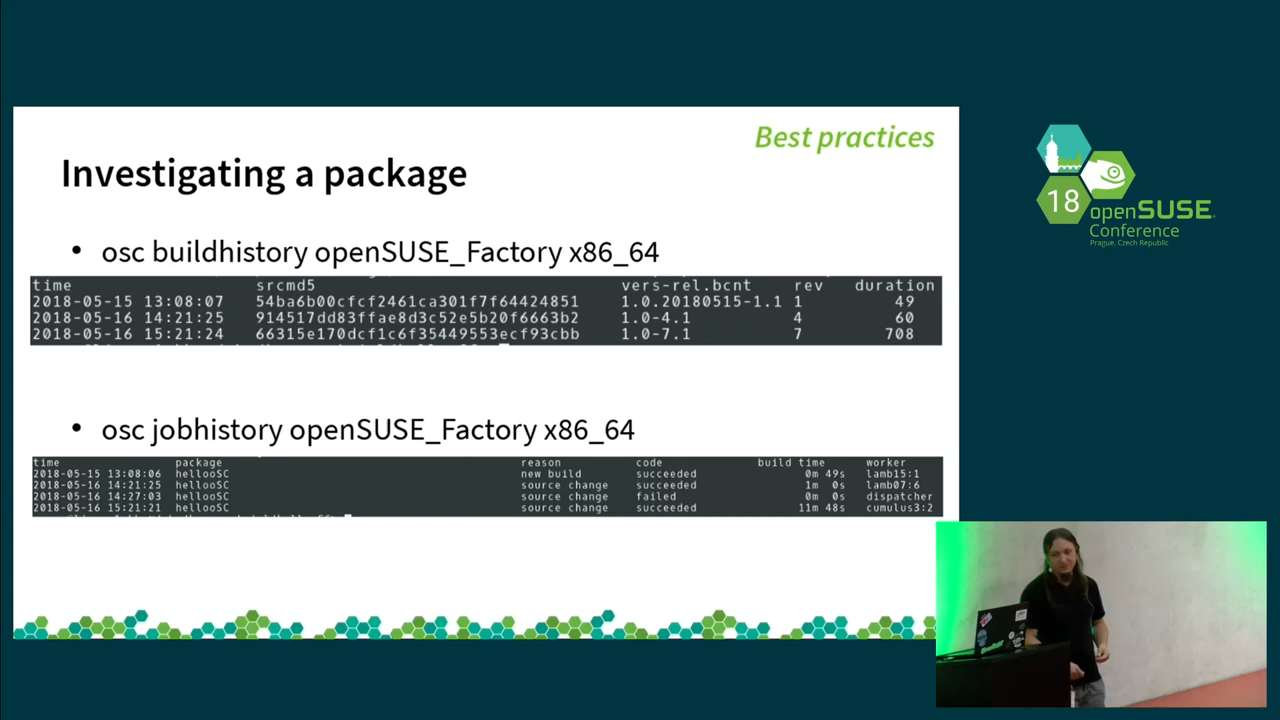 Best practices
Investigating a package
• osc buildhistory openSUSE_Factory x86_64
time srcmd5 vers-rel.bcnt rev duration
2018-05-15 13:08:07 54ba6b00cfcf2461ca301f7f64424851 1.0.20180515-1.1 1 49
2018-05-16 14:21:25 914517dd83ffae8d3c52e5b20f6663b2 1.0-4.1 4 60
2018-05-16 15:21:24 66315e170dcf1c6f35449553ecf93cbb 1.0-7.1 7 708
• osc jobhistory openSUSE_Factory x86_64
time package reason code build time worker
2018-05-15 13:08:06 hellooSC new build succeeded 0m 49s lamb15:1
2018-05-16 14:21:25 hellooSC source change succeeded 1m 0s lamb07:6
2018-05-16 14:27:03 hellooSC source change failed 0m 0s dispatcher
2018-05-16 15:21:21 hellooSC source change succeeded 11m 48s cumulus3:2
18
openSUSE
Conference
Prague, Czech Republic